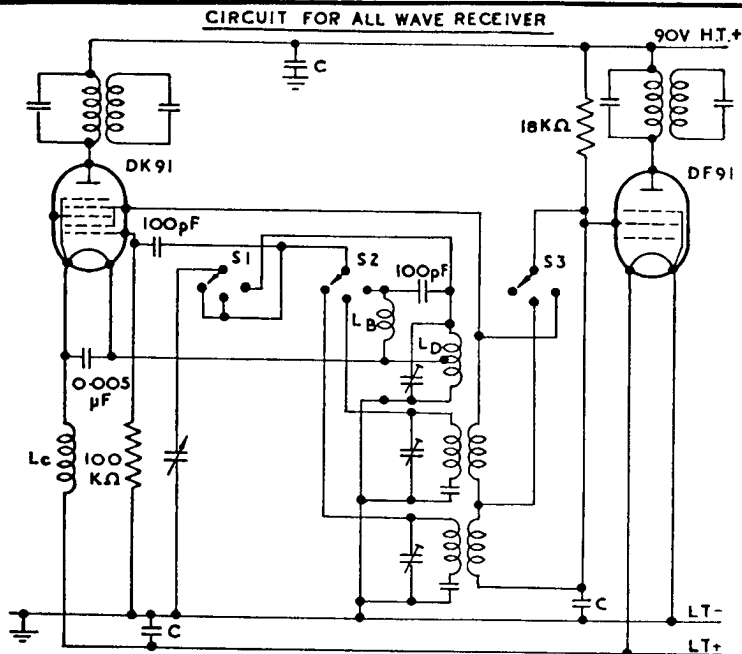 CIRCUIT FOR ALL WAVE RECEIVER
90V H.T.+
C
18KΩ
DK91
DF91
100pF
S1
S2
100pF
S3
LB
LD
0.005
µF
Lc
100
KΩ
C
C
LT-
LT+